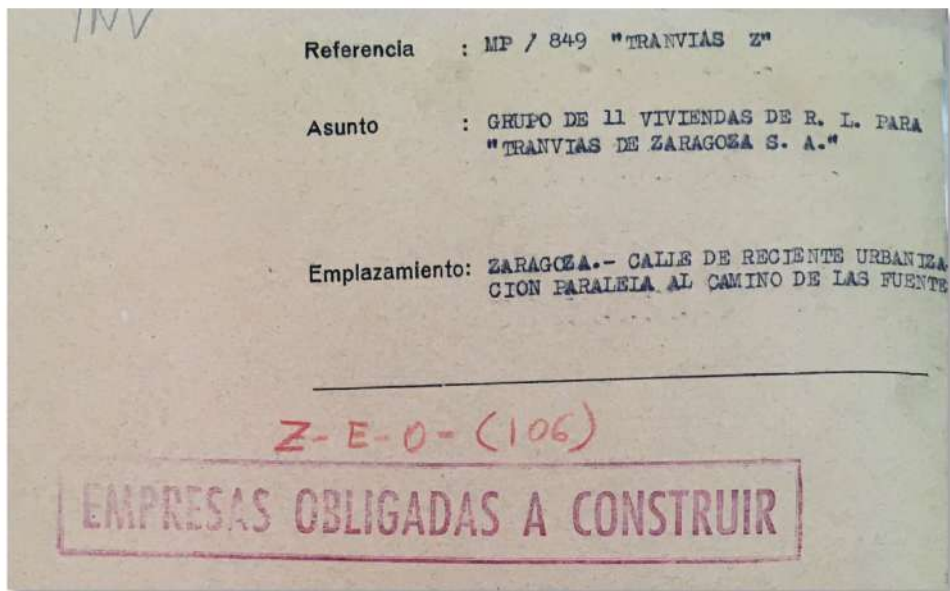 INV
Referencia : MP / 849 "TRANVIAS Z"
Asunto : GRUPO DE 11 VIVIENDAS DE R. L. PARA
"TRANVIAS DE ZARAGOZA S. A."
Emplazamiento: ZARAGOZA.- CALLE DE RECIENTE URBANIZA
CION PARALELA AL CAMINO DE LAS FUENTE
Z-E-O-(106)
EMPRESAS OBLIGADAS A CONSTRUIR